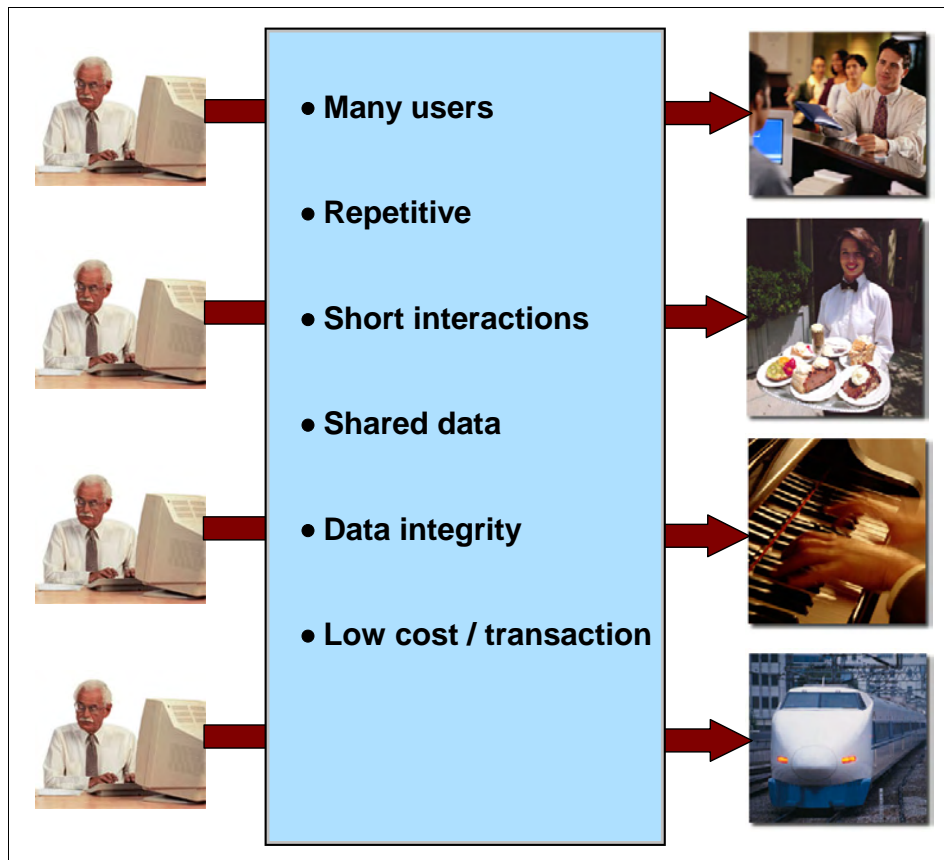 • Many users
• Repetitive
• Short interactions
• Shared data
• Data integrity
• Low cost / transaction